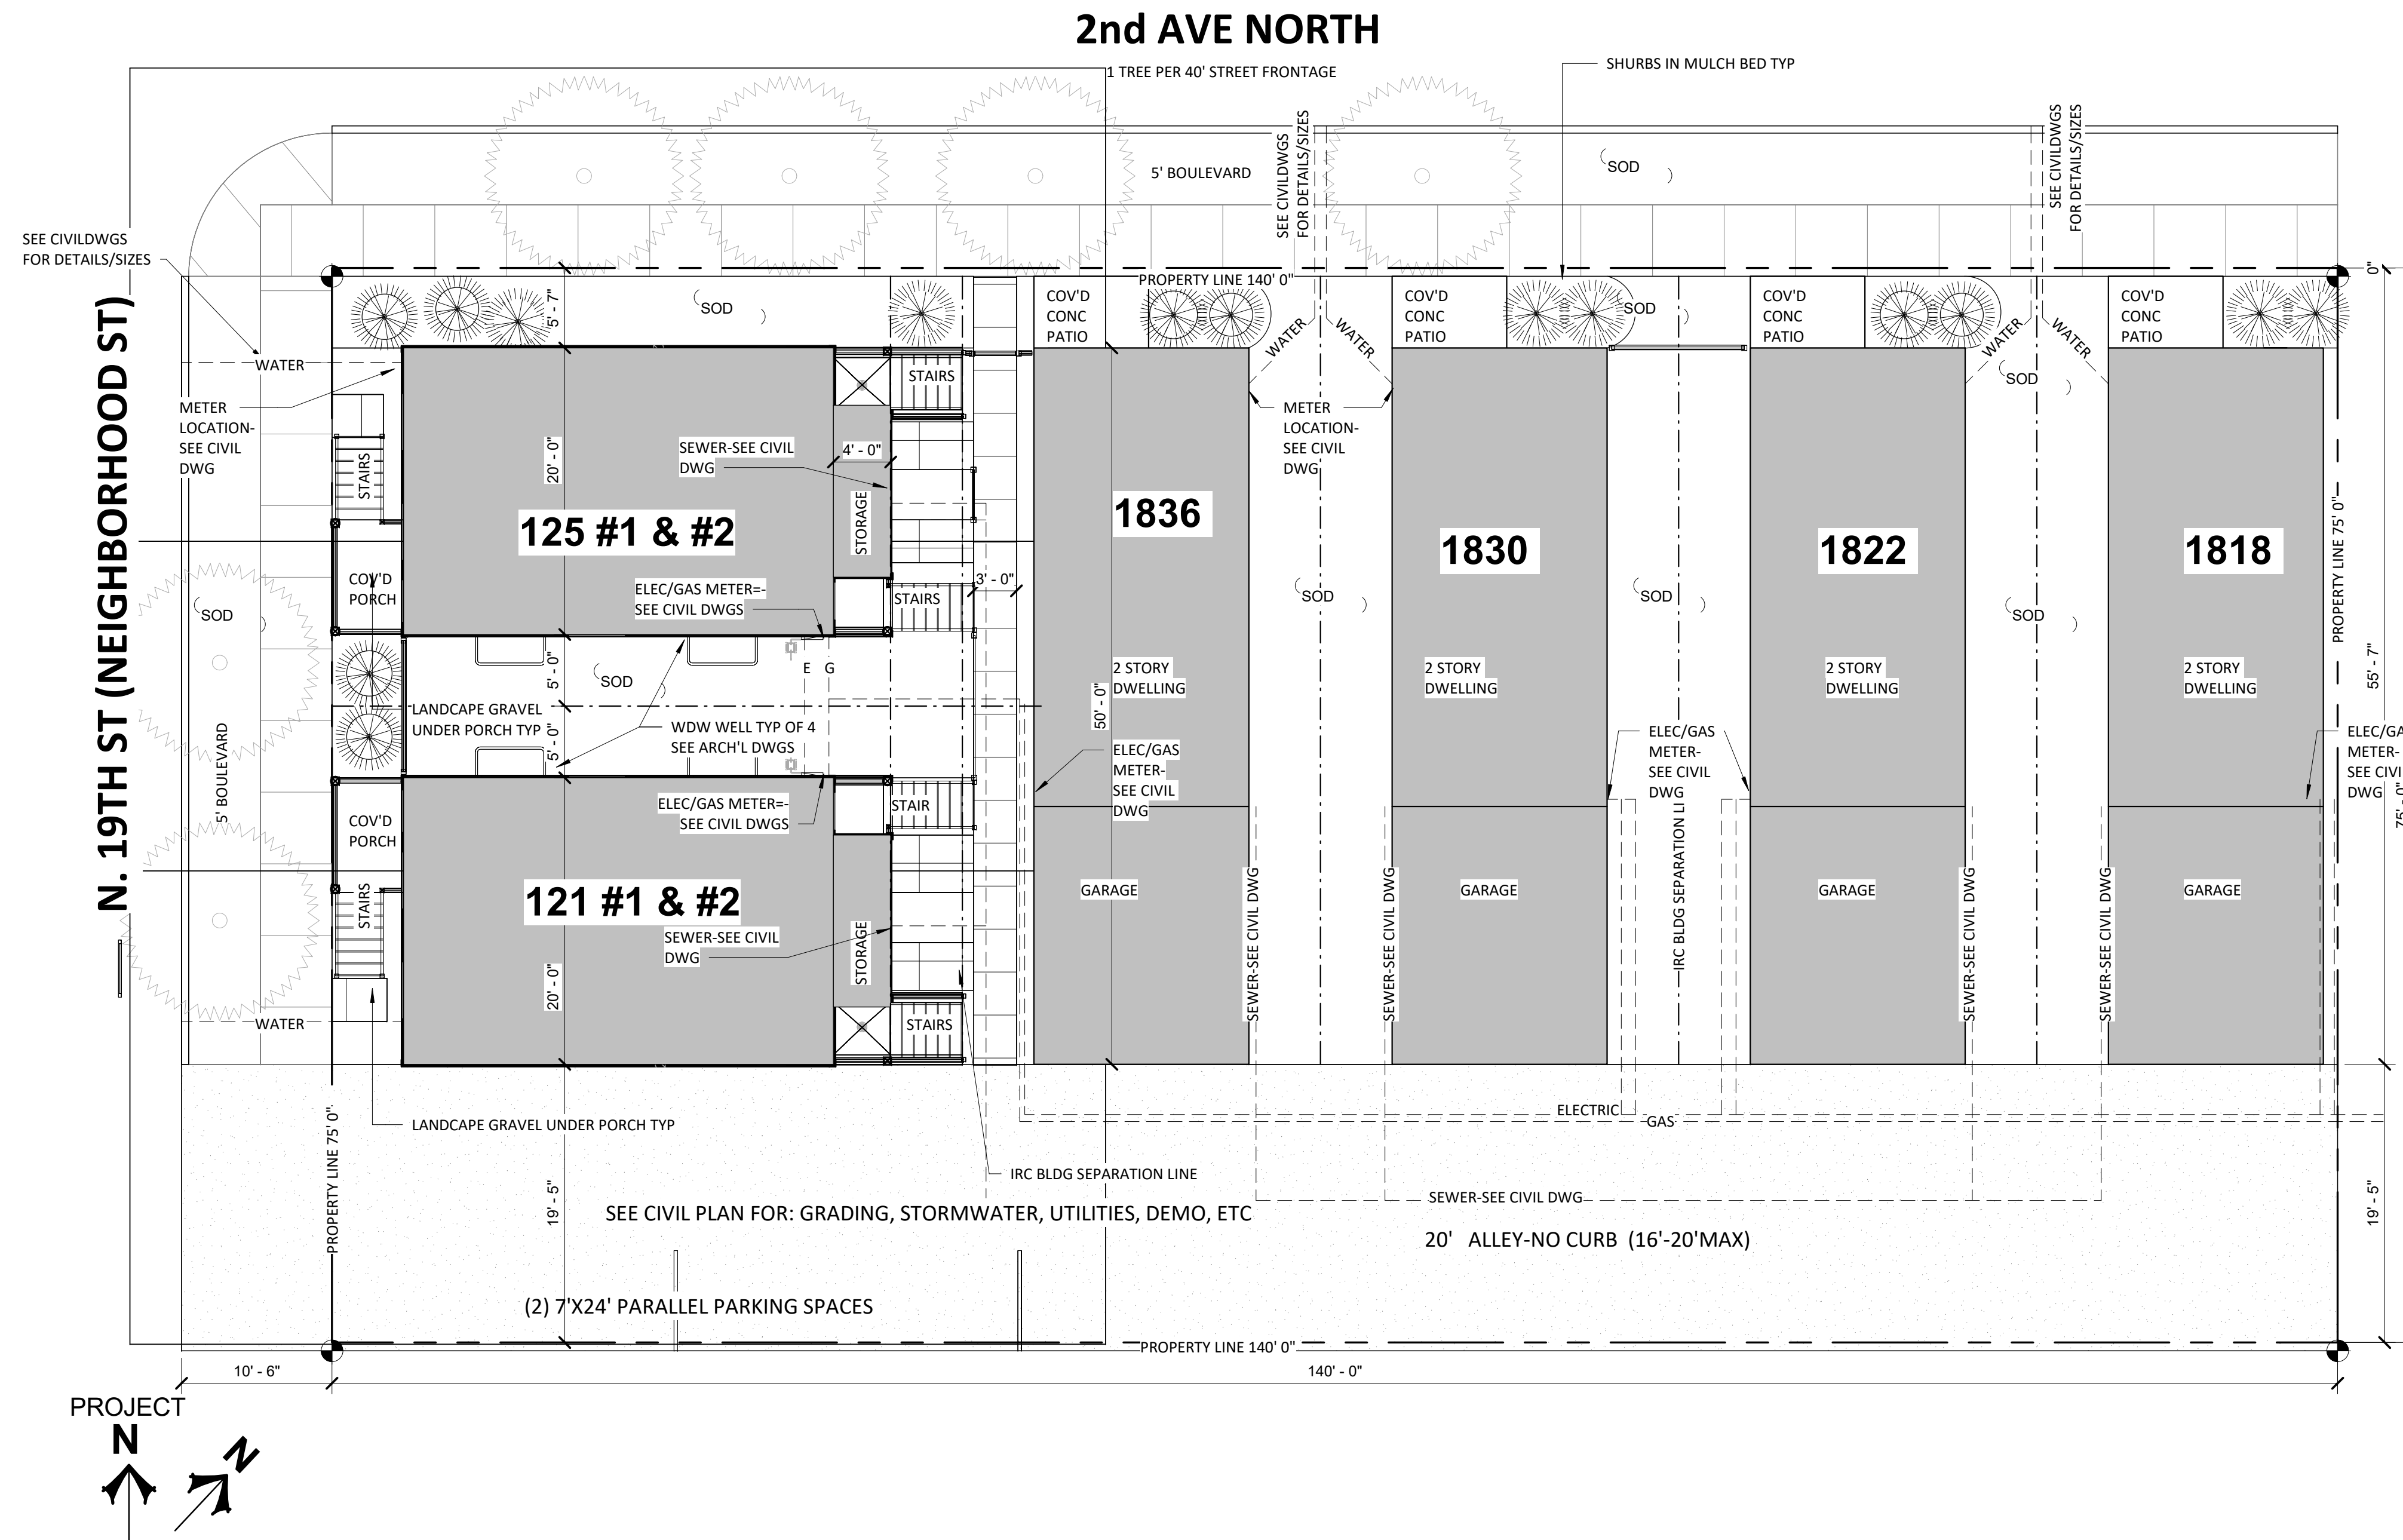 2nd AVE NORTH
1 TREE PER 40' STREET FRONTAGE
SHURBS IN MULCH BED TYP
SEE CIVILDWGS
FOR DETAILS/SIZES
SEE CIVILDWGS
FOR DETAILS/SIZES
5' BOULEVARD
SOD
SEE CIVILDWGS
FOR DETAILS/SIZES
N. 19TH ST (NEIGHBORHOOD ST)
PROPERTY LINE 140' 0"
0"
5' - 7"
SOD
COV'D
CONC
PATIO
COV'D
CONC
PATIO
SOD
COV'D
CONC
PATIO
COV'D
CONC
PATIO
WATER
WATER
WATER
WATER
WATER
STAIRS
SOD
METER
LOCATION-
SEE CIVIL
DWG
METER
LOCATION-
SEE CIVIL
DWG
STAIRS
20' - 0"
SEWER-SEE CIVIL
DWG
4' - 0"
STORAGE
125 #1 & #2
1836
1830
1822
1818
PROPERTY LINE 75' 0"
COV'D
PORCH
ELEC/GAS METER=-
SEE CIVIL DWGS
STAIRS
3' - 0"
SOD
SOD
SOD
SOD
5' - 0"
SOD
E G
2 STORY
DWELLING
2 STORY
DWELLING
2 STORY
DWELLING
2 STORY
DWELLING
55' - 7"
50' - 0"
LANDCAPE GRAVEL
UNDER PORCH TYP
5' - 0"
WDW WELL TYP OF 4
SEE ARCH'L DWGS
5' BOULEVARD
ELEC/GAS
METER-
SEE CIVIL
DWG
ELEC/GAS
METER-
SEE CIVIL
DWG
ELEC/GA
METER-
SEE CIVI
DWG
75' - 0"
ELEC/GAS METER=-
SEE CIVIL DWGS
STAIR
COV'D
PORCH
STAIRS
121 #1 & #2
GARAGE
GARAGE
GARAGE
GARAGE
SEWER-SEE CIVIL DWG
SEWER-SEE CIVIL DWG
IRC BLDG SEPARATION LI
SEWER-SEE CIVIL DWG
SEWER-SEE CIVIL DWG
SEWER-SEE CIVIL
DWG
STORAGE
20' - 0"
WATER
STAIRS
LANDCAPE GRAVEL UNDER PORCH TYP
ELECTRIC
GAS
PROPERTY LINE 75' 0"
IRC BLDG SEPARATION LINE
19' - 5"
SEWER-SEE CIVIL DWG
19' - 5"
SEE CIVIL PLAN FOR: GRADING, STORMWATER, UTILITIES, DEMO, ETC
20' ALLEY-NO CURB (16'-20'MAX)
(2) 7'X24' PARALLEL PARKING SPACES
PROPERTY LINE 140' 0"
10' - 6"
140' - 0"
PROJECT
N
N